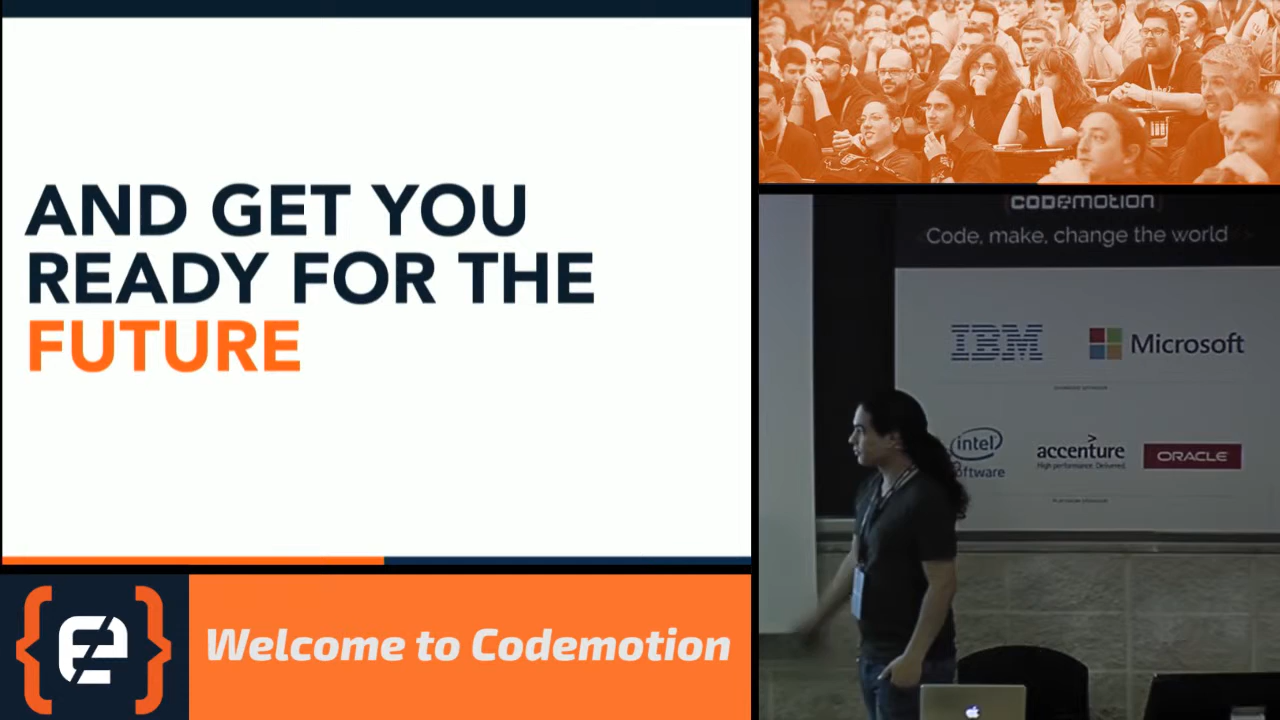 AND GET YOU
READY FOR THE
FUTURE
Welcome to Codemotion
CODEMOTION
Code, make, change the world
IBM
Microsoft
intel
oftware
accenture
High performance. Delivered.
ORACLE